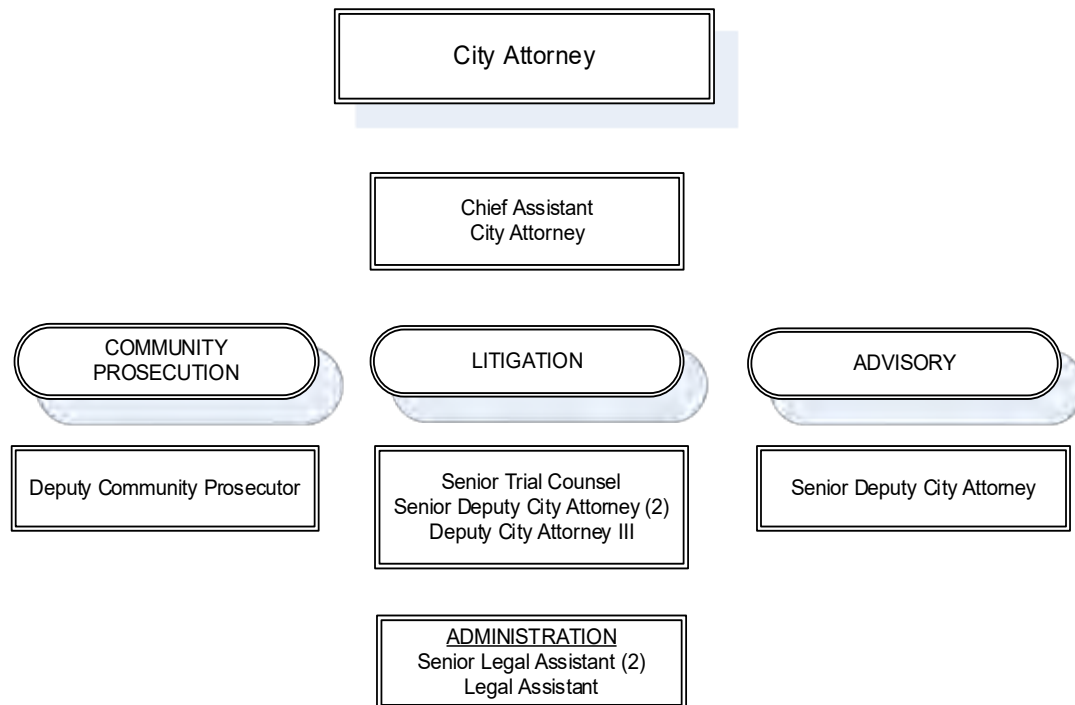 City Attorney
Chief Assistant
City Attorney
COMMUNITY
PROSECUTION
LITIGATION
ADVISORY
Deputy Community Prosecutor
Senior Trial Counsel
Senior Deputy City Attorney (2)
Deputy City Attorney III
Senior Deputy City Attorney
ADMINISTRATION
Senior Legal Assistant (2)
Legal Assistant